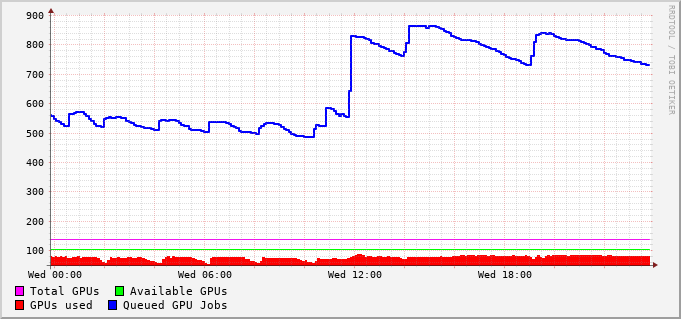 900
800
700
600
500
400
300
200
100
Wed 00:00 Wed 06:00 Wed 12:00 Wed 18:00
Total GPUs Available GPUs
GPUs used Queued GPU Jobs
RRDTOOL / TOBI OETIKER